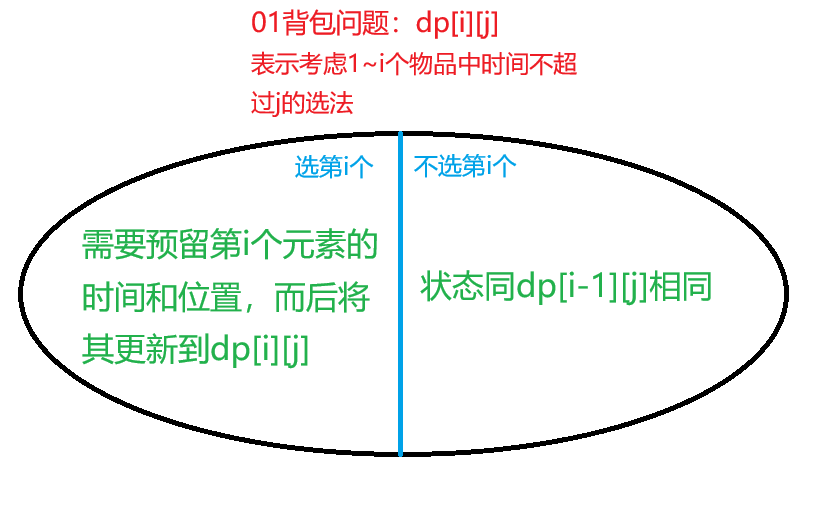 01背包问题：dp[i][j]
表示考虑1~i个物品中时间不超
过j的选法
选第i个
不选第i个
需要预留第i个元素的
时间和位置，而后将
其更新到dp[i][j]
状态同dp[i-1][j]相同